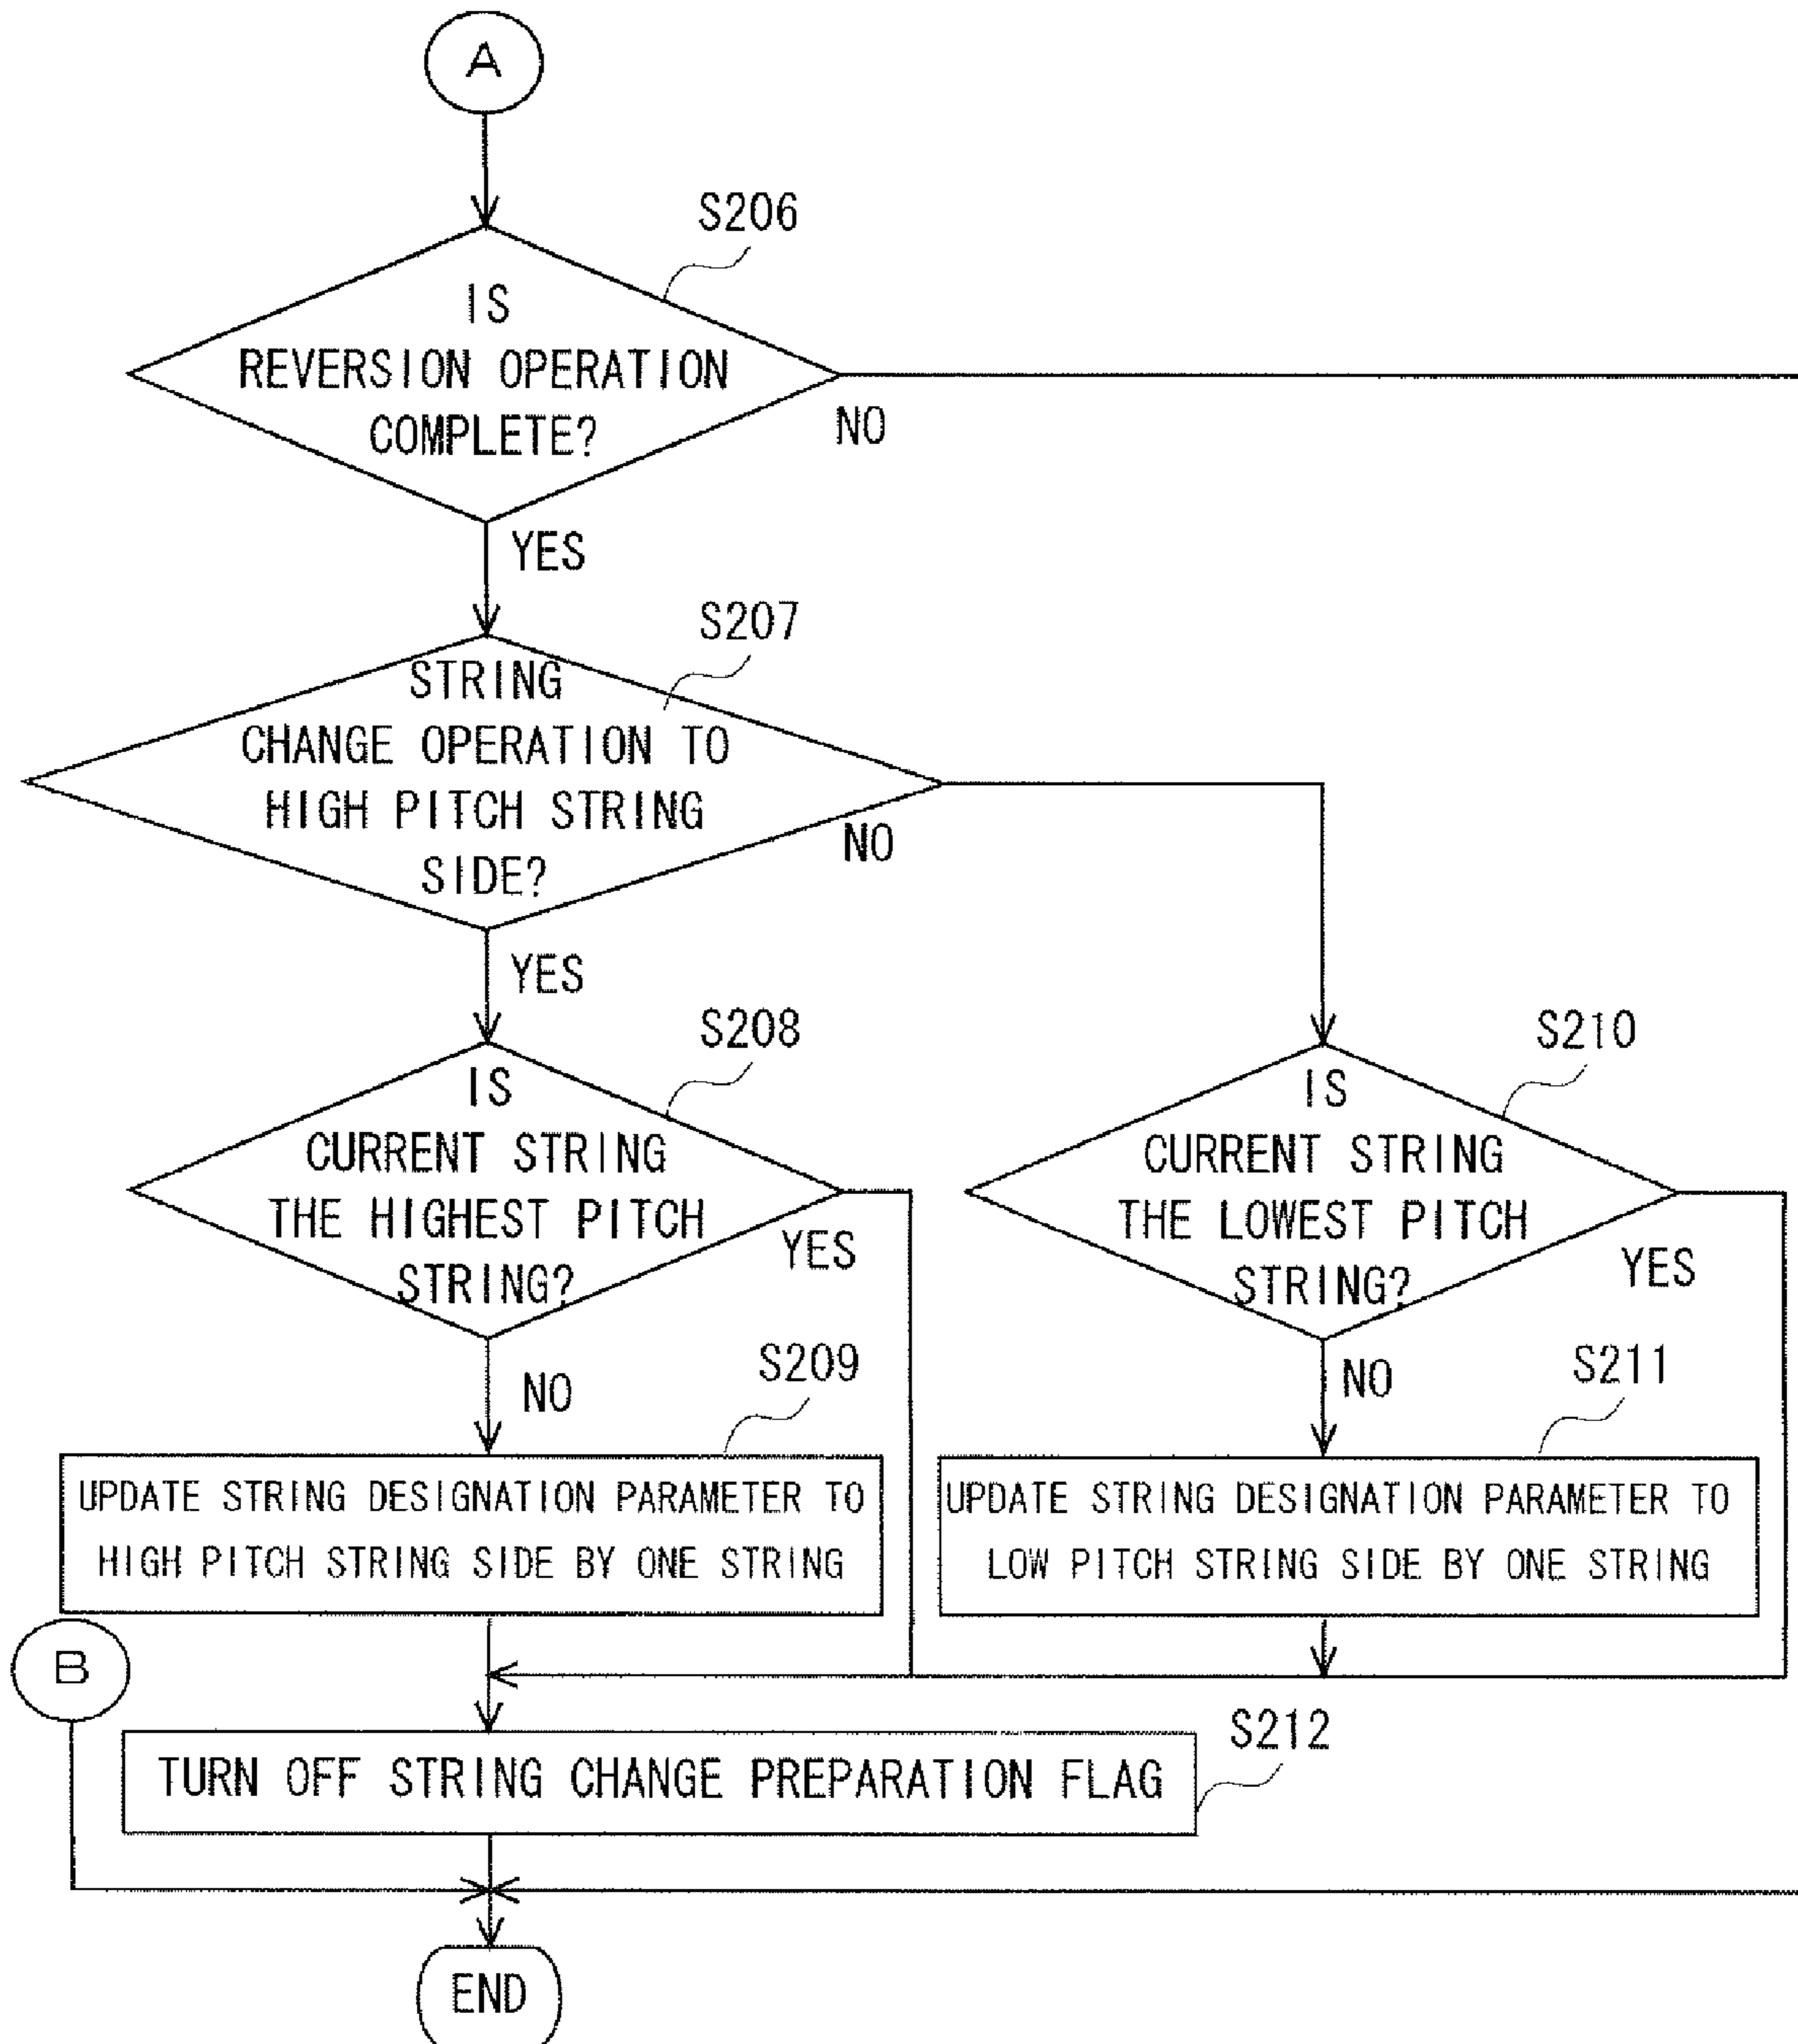 A
S206
IS
REVERSION OPERATION
COMPLETE?
NO
YES
S207
STRING
CHANGE OPERATION TO
HIGH PITCH STRING
SIDE?
NO
YES
S208
IS
CURRENT STRING
THE HIGHEST PITCH
STRING?
YES
NO
S210
IS
CURRENT STRING
THE LOWEST PITCH
STRING?
YES
NO
S209
UPDATE STRING DESIGNATION PARAMETER TO
HIGH PITCH STRING SIDE BY ONE STRING
S211
UPDATE STRING DESIGNATION PARAMETER TO
LOW PITCH STRING SIDE BY ONE STRING
B
S212
TURN OFF STRING CHANGE PREPARATION FLAG
END